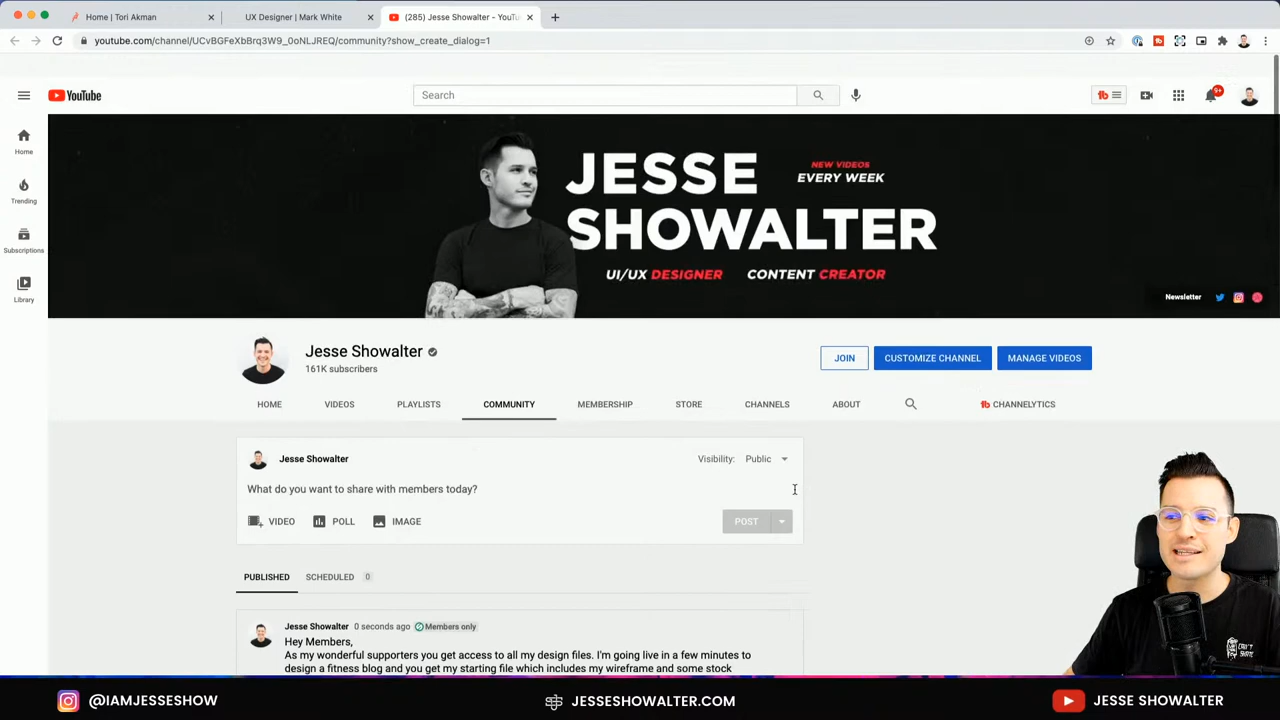 Home | Tori Akman
UX Designer | Mark White
(285) Jesse Showalter - YouTu
youtube.com/channel/UCvBGFeXbBrq3W9_0oNLJREQ/community?show_create_dialog=1
YouTube
Search
9+
Home
Trending
Subscriptions
Library
JESSE
SHOWALTER
NEW VIDEOS
EVERY WEEK
UI/UX DESIGNER CONTENT CREATOR
Newsletter
Jesse Showalter
161K subscribers
JOIN
CUSTOMIZE CHANNEL
MANAGE VIDEOS
HOME
VIDEOS
PLAYLISTS
COMMUNITY
MEMBERSHIP
STORE
CHANNELS
ABOUT
CHANNELYTICS
Jesse Showalter
Visibility: Public
What do you want to share with members today?
VIDEO
POLL
IMAGE
POST
PUBLISHED
SCHEDULED 0
Jesse Showalter 0 seconds ago Members only
Hey Members,
As my wonderful supporters you get access to all my design files. I'm going live in a few minutes to
design a fitness blog and you get my starting file which includes my wireframe and some stock
@IAMJESSESHOW
JESSESHOWALTER.COM
JESSE SHOWALTER